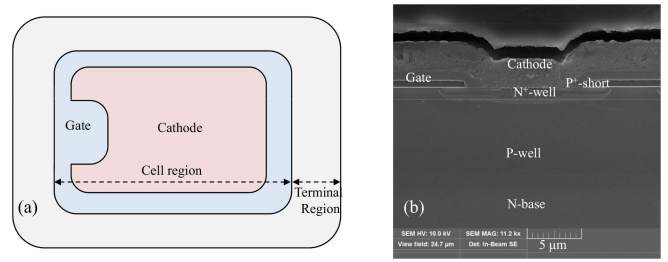 Gate
Cathode
Cell region
Terminal
Region
(a)
Cathode
Gate
P+-short
N+-well
P-well
N-base
(b)
SEM HV: 10.0 kV
SEM MAG: 11.2 kx
View field: 24.7 µm
Det: In-Beam SE
5 µm